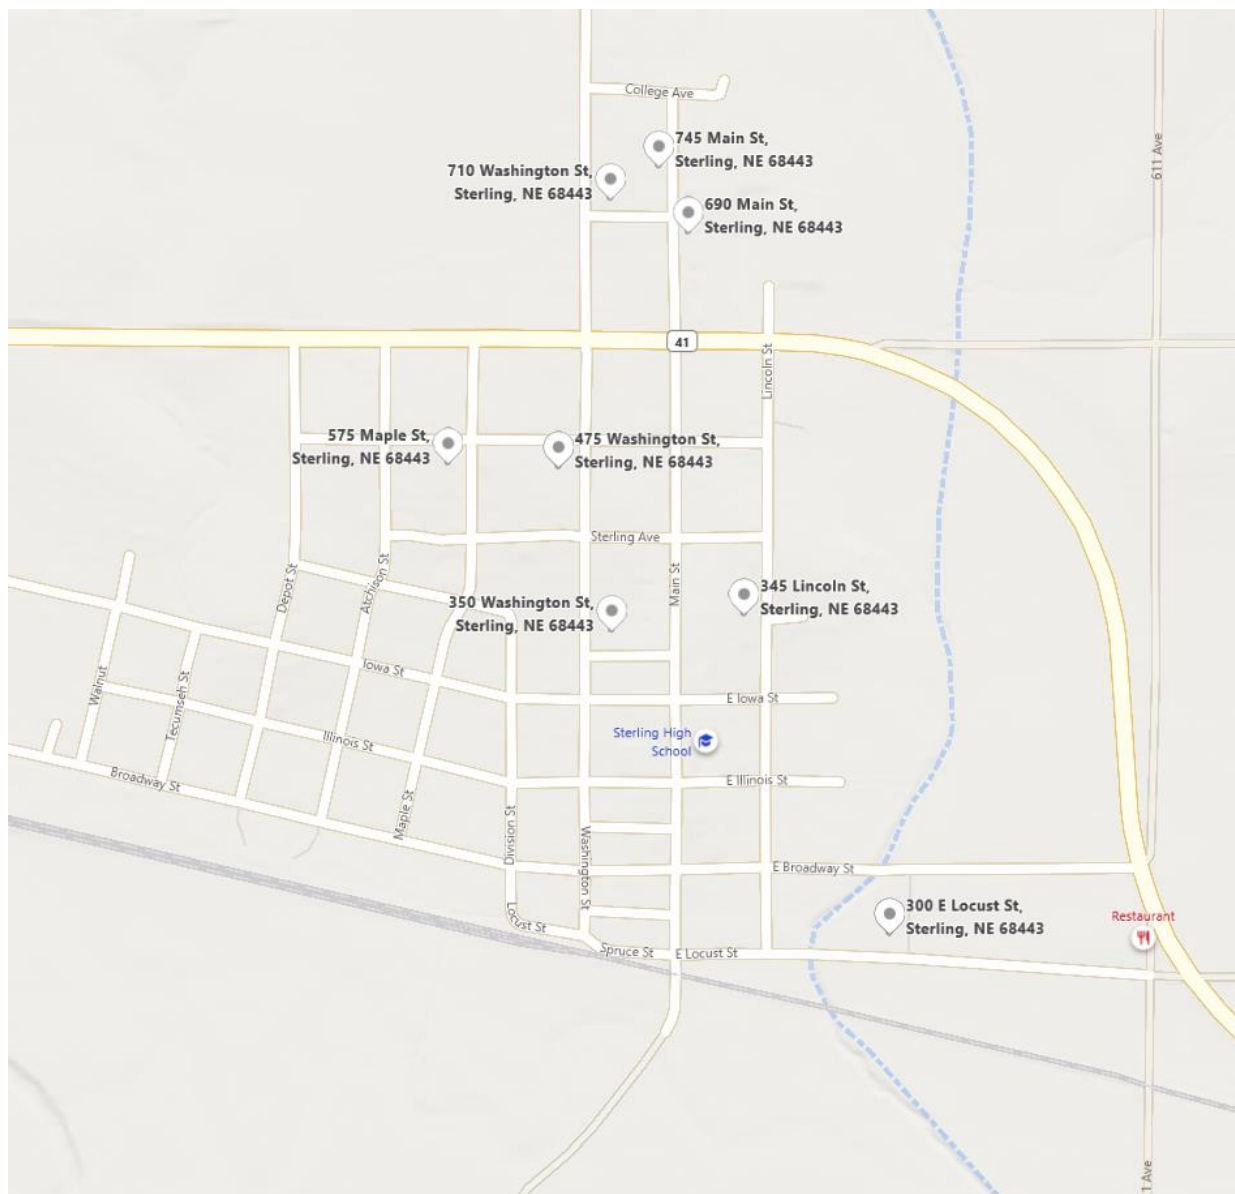 College Ave
745 Main St,
Sterling, NE 68443
611 Ave
710 Washington St,
Sterling, NE 68443
690 Main St,
Sterling, NE 68443
41
Lincoln St
575 Maple St,
Sterling, NE 68443
475 Washington St,
Sterling, NE 68443
Sterling Ave
Depot St
Atchison St
Main St
350 Washington St,
Sterling, NE 68443
345 Lincoln St,
Sterling, NE 68443
Iowa St
Walnut
Tecumseh St
E Iowa St
Illinois St
Sterling High
School
Broadway St
E Illinois St
Maple St
Division St
Washington St
E Broadway St
300 E Locust St,
Sterling, NE 68443
Locust St
Restaurant
Spruce St
E Locust St
1 Ave